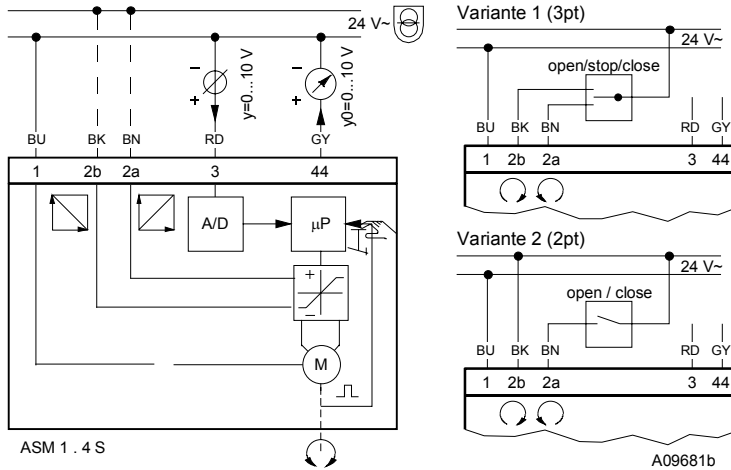 24 V~
y=0...10 V
y0=0...10 V
BU BK BN RD GY
1 2b 2a 3 44
A/D
µP
M
ASM 1 . 4 S
Variante 1 (3pt)
24 V~
open/stop/close
BU BK BN RD GY
1 2b 2a 3 44
Variante 2 (2pt)
24 V~
open / close
BU BK BN RD GY
1 2b 2a 3 44
A09681b